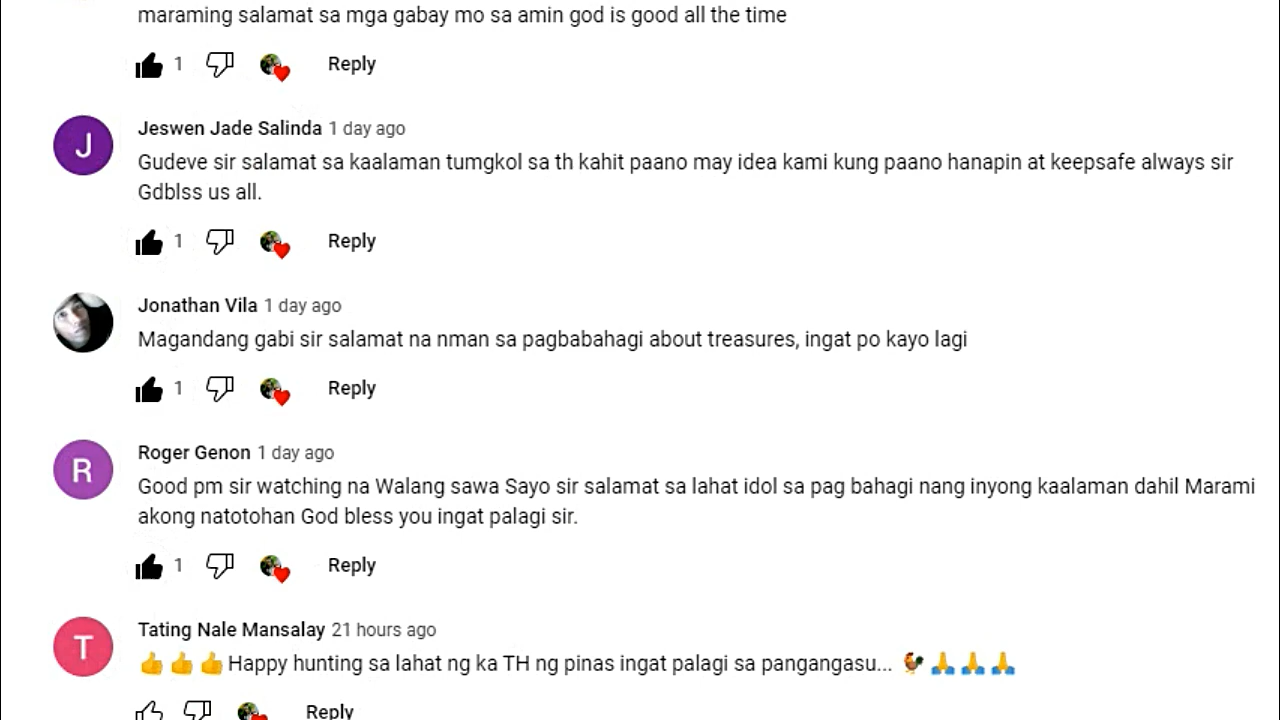 maraming salamat sa mga gabay mo sa amin god is good all the time
1 Reply
J
Jeswen Jade Salinda 1 day ago
Gudeve sir salamat sa kaalaman tumgkol sa th kahit paano may idea kami kung paano hanapin at keepsafe always sir
Gdblss us all.
1 Reply
Jonathan Vila 1 day ago
Magandang gabi sir salamat na nman sa pagbabahagi about treasures, ingat po kayo lagi
1 Reply
R
Roger Genon 1 day ago
Good pm sir watching na Walang sawa Sayo sir salamat sa lahat idol sa pag bahagi nang inyong kaalaman dahil Marami
akong natotohan God bless you ingat palagi sir.
1 Reply
T
Tating Nale Mansalay 21 hours ago
👍👍👍Happy hunting sa lahat ng ka TH ng pinas ingat palagi sa pangangasu... 🐓🙏🙏🙏
Reply